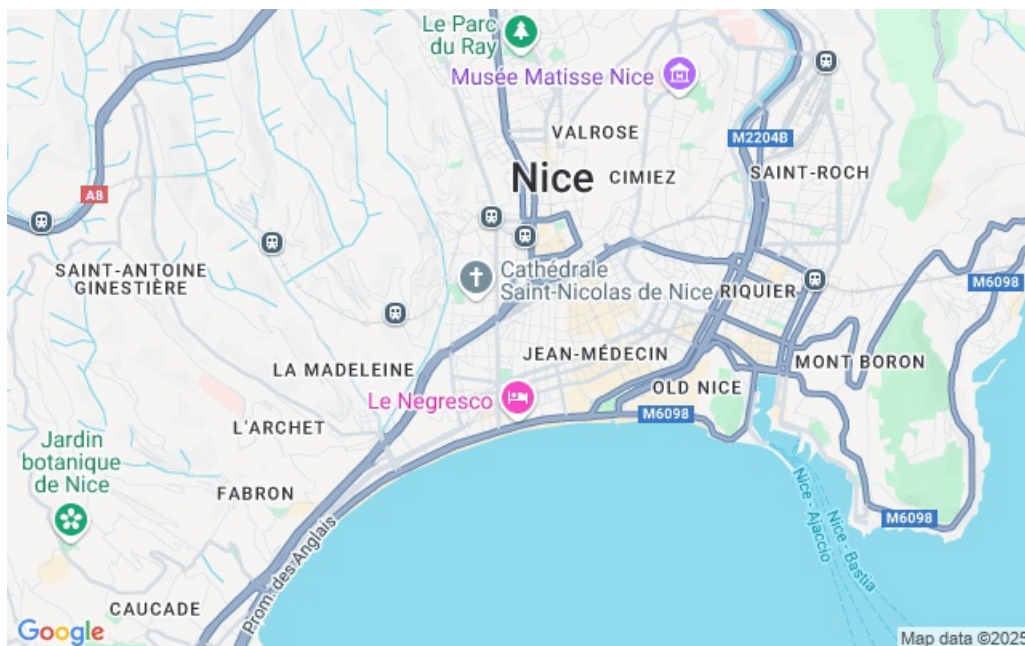 Le Parc
du Ray
Musée Matisse Nice
VALROSE
M2204B
Nice
CIMIEZ
SAINT-ROCH
A8
SAINT-ANTOINE
GINESTIÈRE
Cathédrale
Saint-Nicolas de Nice
RIQUIER
M6098
JEAN-MÉDECIN
MONT BORON
LA MADELEINE
OLD NICE
Le Negresco
M6098
L'ARCHET
Jardin
botanique
de Nice
FABRON
Nice - Ajaccio
Nice - Bastia
M6098
Prom. des Anglais
CAUCADE
Google
Map data ©2025